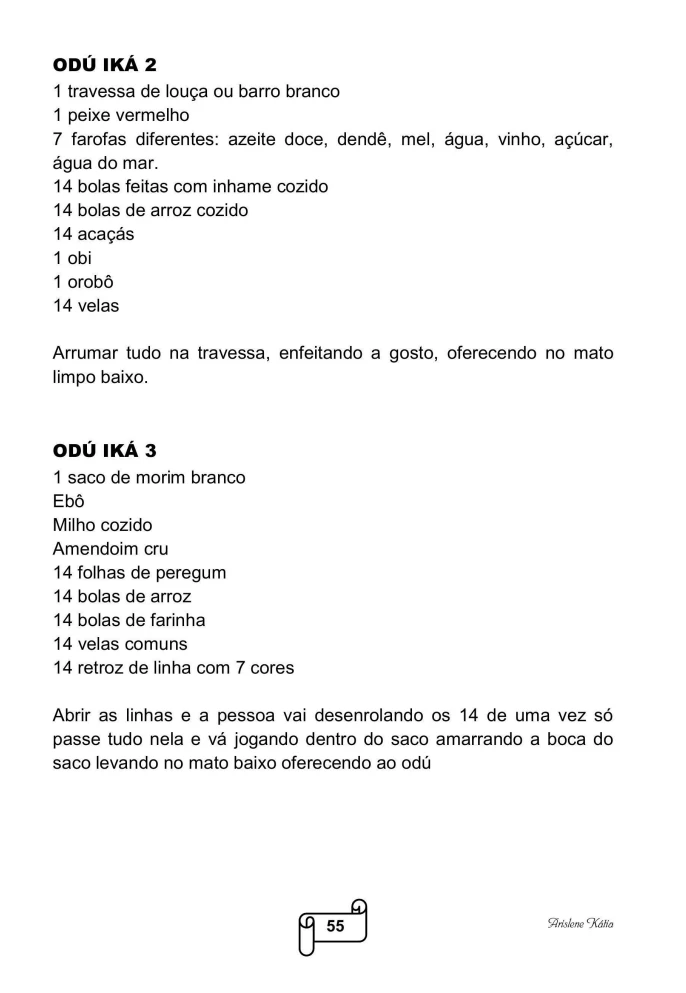 ODÚ IKÁ 2
1 travessa de louça ou barro branco
1 peixe vermelho
7 farofas diferentes: azeite doce, dendê, mel, água, vinho, açúcar,
água do mar.
14 bolas feitas com inhame cozido
14 bolas de arroz cozido
14 acaçás
1 obi
1 orobô
14 velas
Arrumar tudo na travessa, enfeitando a gosto, oferecendo no mato
limpo baixo.
ODÚ IKÁ 3
1 saco de morim branco
Ebô
Milho cozido
Amendoim cru
14 folhas de peregum
14 bolas de arroz
14 bolas de farinha
14 velas comuns
14 retroz de linha com 7 cores
Abrir as linhas e a pessoa vai desenrolando os 14 de uma vez só
passe tudo nela e vá jogando dentro do saco amarrando a boca do
saco levando no mato baixo oferecendo ao odú
55
Arislene Kátia